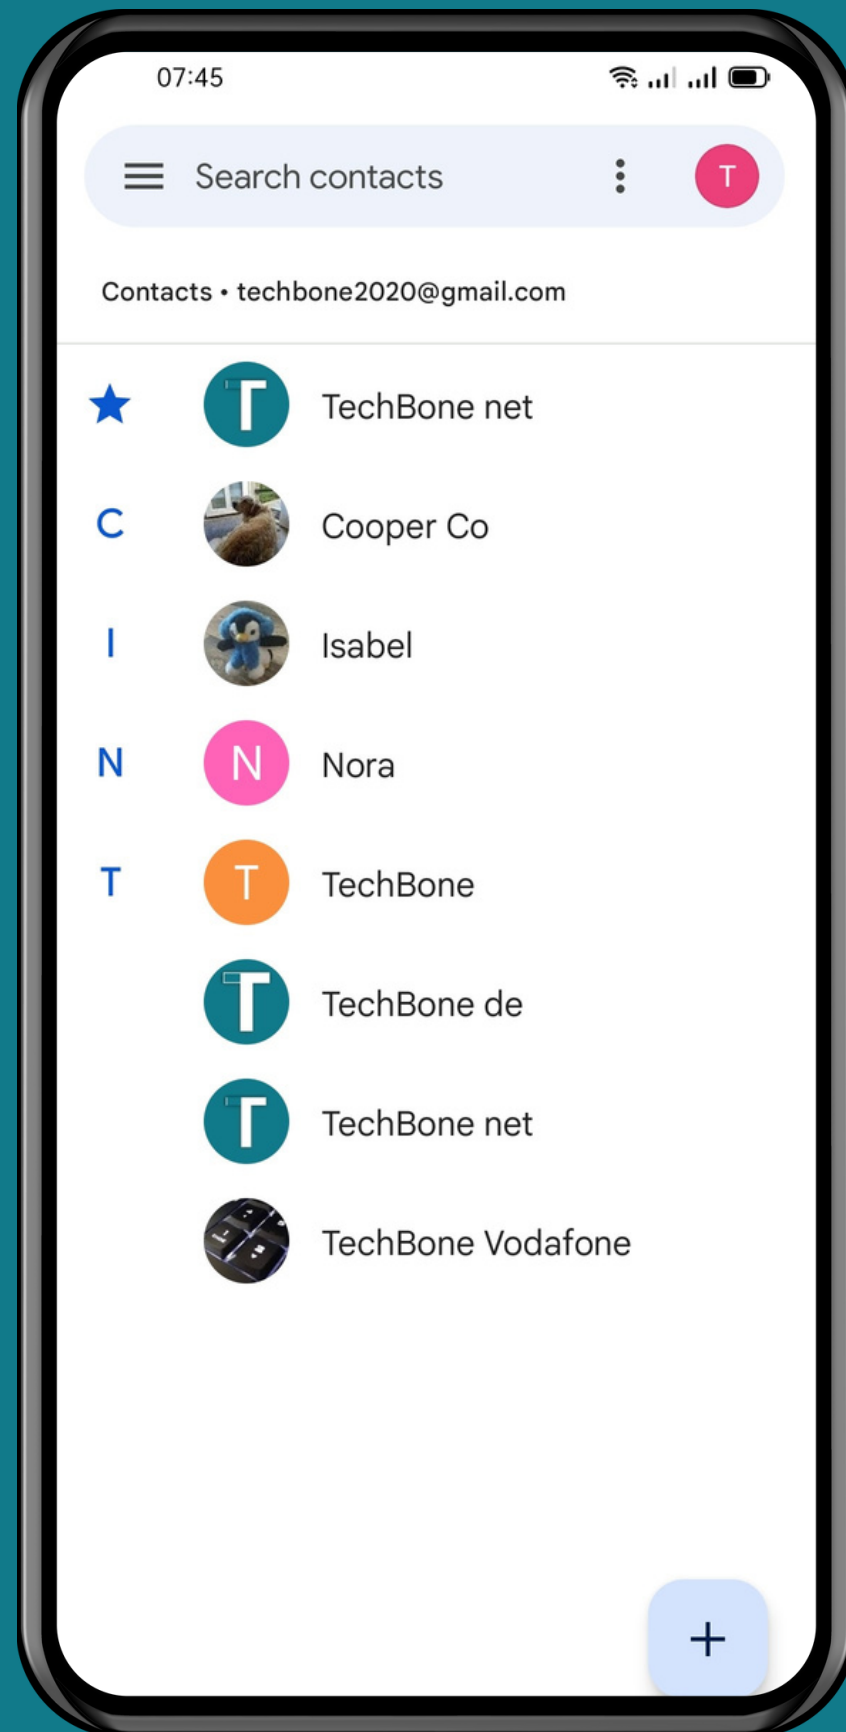 07:45
Search contacts T
Contacts • techbone2020@gmail.com
T TechBone net
C Cooper Co
I Isabel
N N Nora
T T TechBone
T TechBone de
T TechBone net
TechBone Vodafone
+